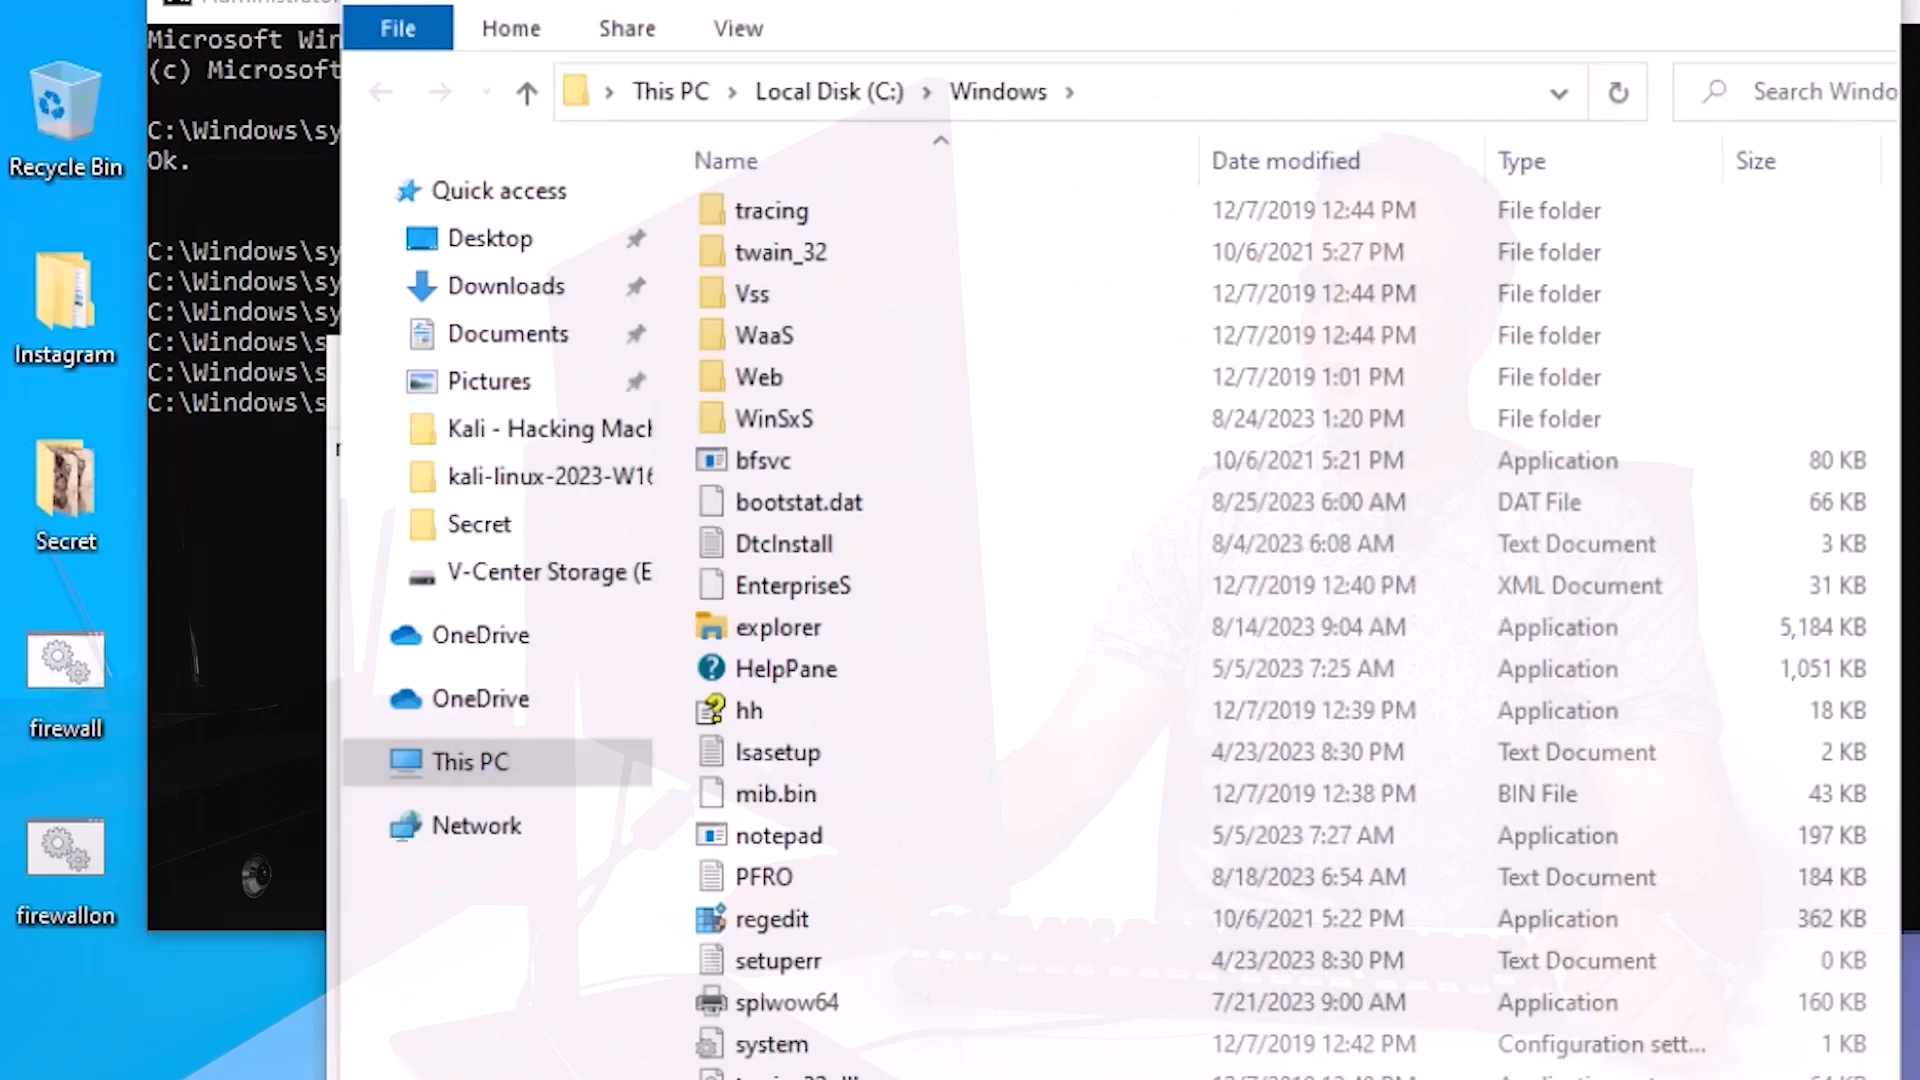 File Home Share View
This PC Local Disk (C:) Windows
Search Windo
Recycle Bin
Instagram
Secret
firewall
firewallon
Microsoft Win
(c) Microsoft
C:\Windows\sy
Ok.
C:\Windows\sy
C:\Windows\sy
C:\Windows\sy
C:\Windows\s
C:\Windows\s
C:\Windows\s
Quick access
Desktop
Downloads
Documents
Pictures
Kali - Hacking Mach
kali-linux-2023-W16
Secret
V-Center Storage (E
OneDrive
OneDrive
This PC
Network
Name Date modified Type Size
tracing 12/7/2019 12:44 PM File folder
twain_32 10/6/2021 5:27 PM File folder
Vss 12/7/2019 12:44 PM File folder
WaaS 12/7/2019 12:44 PM File folder
Web 12/7/2019 1:01 PM File folder
WinSxS 8/24/2023 1:20 PM File folder
bfsvc 10/6/2021 5:21 PM Application 80 KB
bootstat.dat 8/25/2023 6:00 AM DAT File 66 KB
DtcInstall 8/4/2023 6:08 AM Text Document 3 KB
EnterpriseS 12/7/2019 12:40 PM XML Document 31 KB
explorer 8/14/2023 9:04 AM Application 5,184 KB
HelpPane 5/5/2023 7:25 AM Application 1,051 KB
hh 12/7/2019 12:39 PM Application 18 KB
lsasetup 4/23/2023 8:30 PM Text Document 2 KB
mib.bin 12/7/2019 12:38 PM BIN File 43 KB
notepad 5/5/2023 7:27 AM Application 197 KB
PFRO 8/18/2023 6:54 AM Text Document 184 KB
regedit 10/6/2021 5:22 PM Application 362 KB
setuperr 4/23/2023 8:30 PM Text Document 0 KB
splwow64 7/21/2023 9:00 AM Application 160 KB
system 12/7/2019 12:42 PM Configuration sett... 1 KB